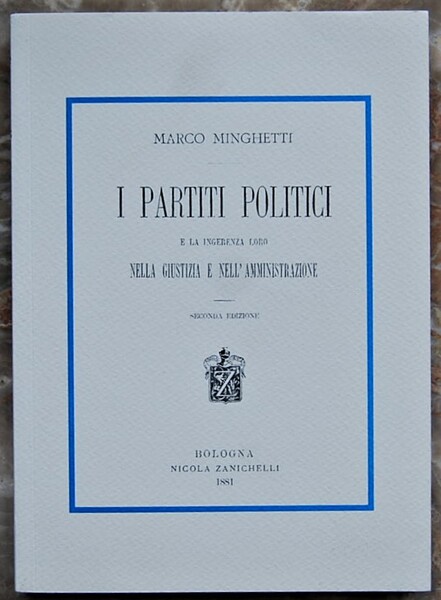 MARCO MINGHETTI
I PARTITI POLITICI
E LA INGERENZA LORO
NELLA GIUSTIZIA E NELL'AMMINISTRAZIONE
SECONDA EDIZIONE
BOLOGNA
NICOLA ZANICHELLI
1881